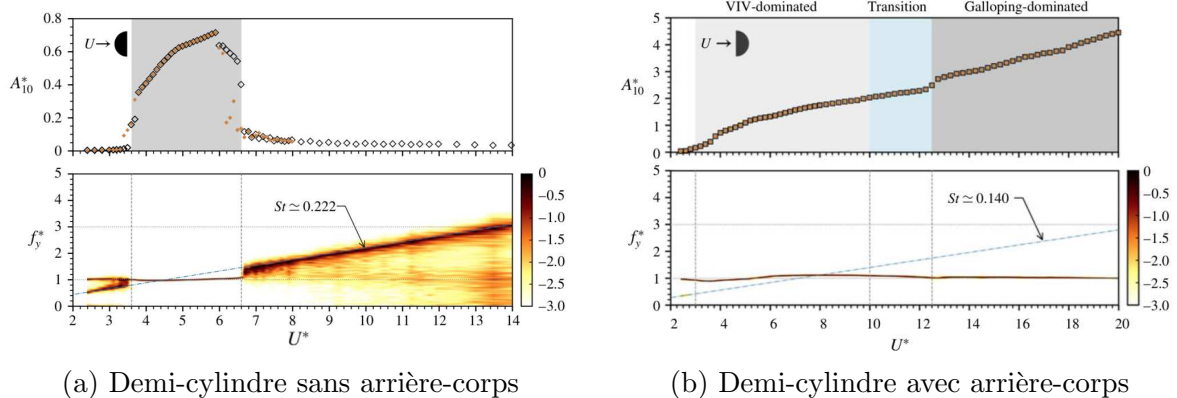 VIV-dominated Transition Galloping-dominated
0.8
0.6
0.4
0.2
0
A*10
U→
5
4
3
2
1
0
A*10
U→
5
4
3
2
1
0
f*y
St ≃ 0.222
0
−0.5
−1.0
−1.5
−2.0
−2.5
−3.0
2 3 4 5 6 7 8 9 10 11 12 13 14
U*
5
4
3
2
1
0
f*y
St ≃ 0.140
0
−0.5
−1.0
−1.5
−2.0
−2.5
−3.0
2 4 6 8 10 12 14 16 18 20
U*
(a) Demi-cylindre sans arrière-corps
(b) Demi-cylindre avec arrière-corps